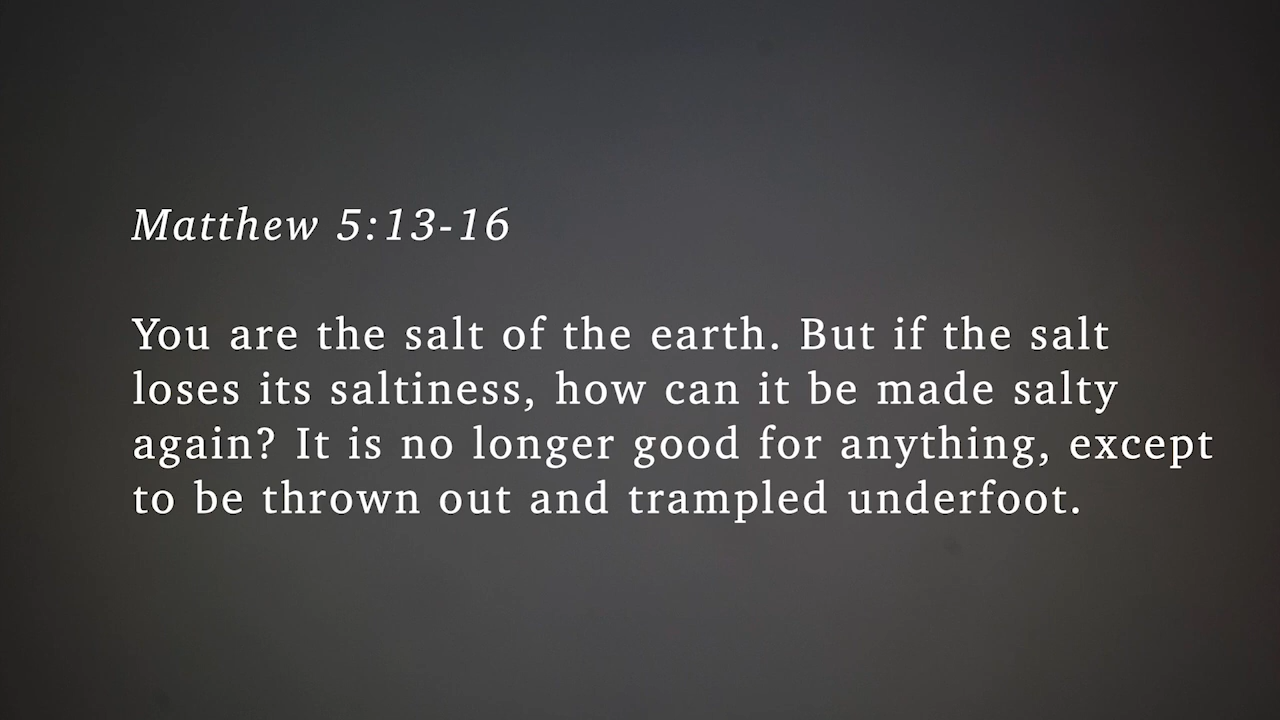 Matthew 5:13-16
You are the salt of the earth. But if the salt
loses its saltiness, how can it be made salty
again? It is no longer good for anything, except
to be thrown out and trampled underfoot.